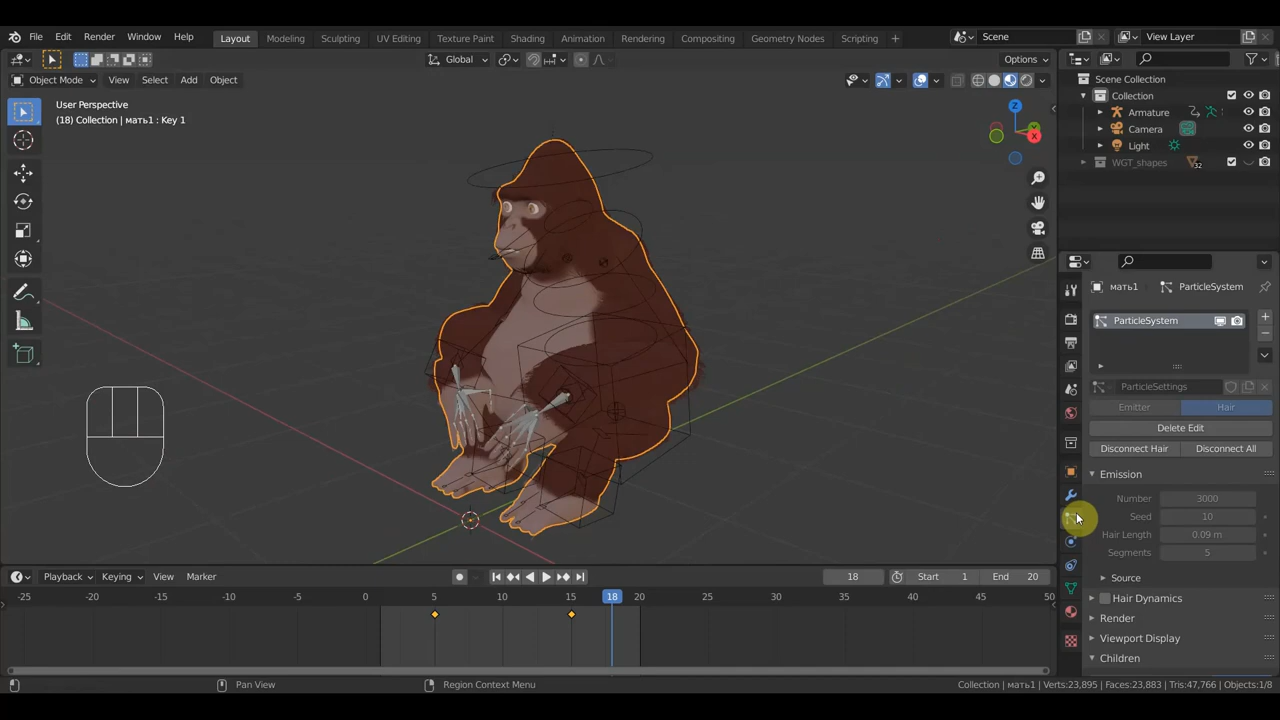 File Edit Render Window Help
Layout Modeling Sculpting UV Editing Texture Paint Shading Animation Rendering Compositing Geometry Nodes Scripting +
Scene
View Layer
Global
Options
Object Mode View Select Add Object
User Perspective
(18) Collection | мать1 : Key 1
Z
X
Scene Collection
Collection
Armature
Camera
Light
WGT_shapes 32
мать1 ParticleSystem
ParticleSystem
ParticleSettings
Emitter Hair
Delete Edit
Disconnect Hair Disconnect All
Emission
Number 3000
Seed 10
Hair Length 0.09 m
Segments 5
Source
Hair Dynamics
Render
Viewport Display
Children
Playback Keying View Marker
18 Start 1 End 20
-25 -20 -15 -10 -5 0 5 10 15 18 20 25 30 35 40 45 50
Pan View
Region Context Menu
Collection | мать1 | Verts:23,895 | Faces:23,883 | Tris:47,766 | Objects:1/8